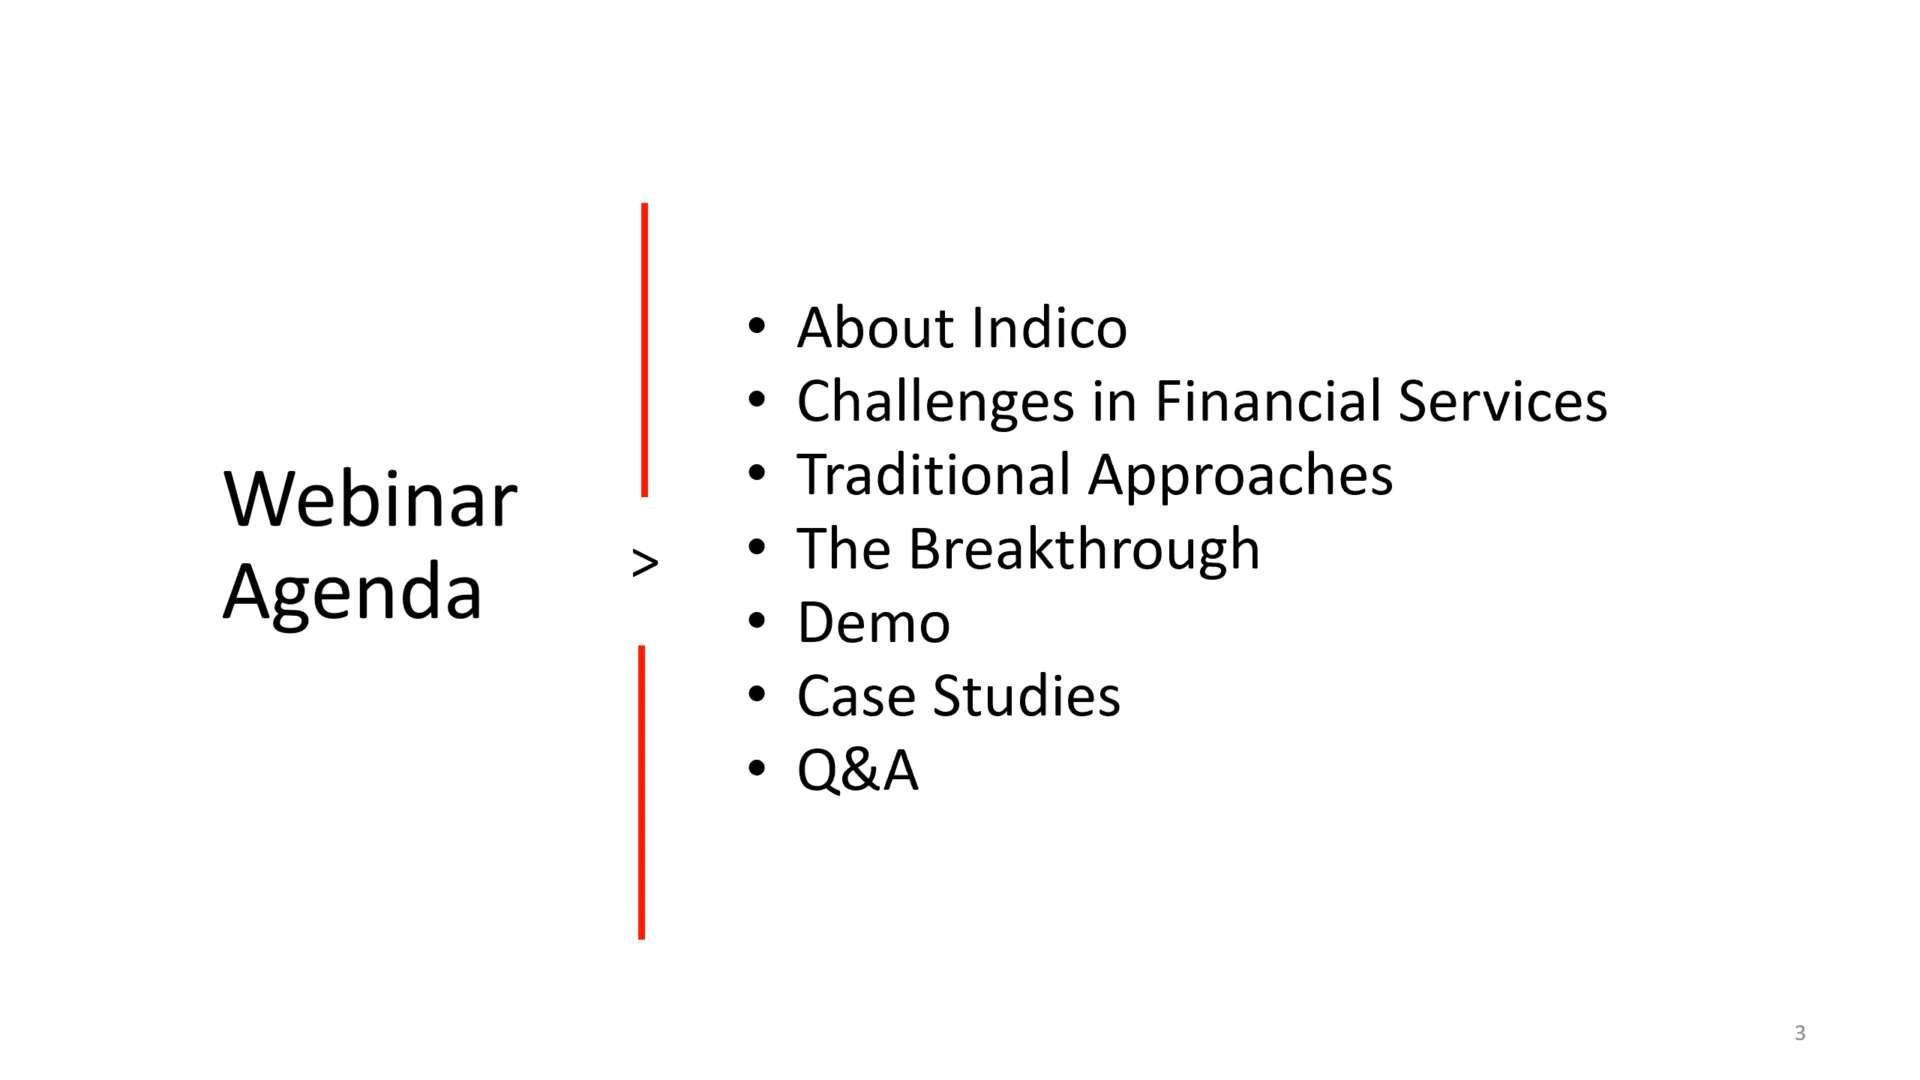 Webinar
Agenda
>
• About Indico
• Challenges in Financial Services
• Traditional Approaches
• The Breakthrough
• Demo
• Case Studies
• Q&A
3